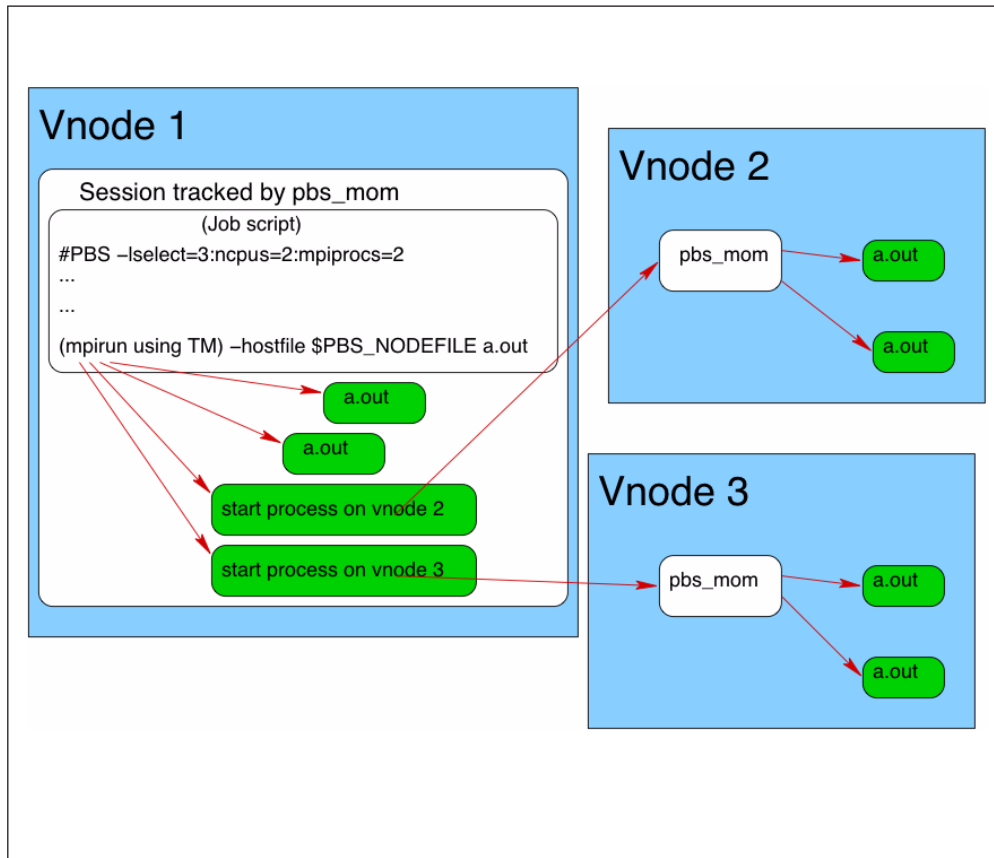 Vnode 1
Session tracked by pbs_mom
(Job script)
#PBS –lselect=3:ncpus=2:mpiprocs=2
...
...
(mpirun using TM) –hostfile $PBS_NODEFILE a.out
a.out
a.out
start process on vnode 2
start process on vnode 3
Vnode 2
pbs_mom
a.out
a.out
Vnode 3
pbs_mom
a.out
a.out